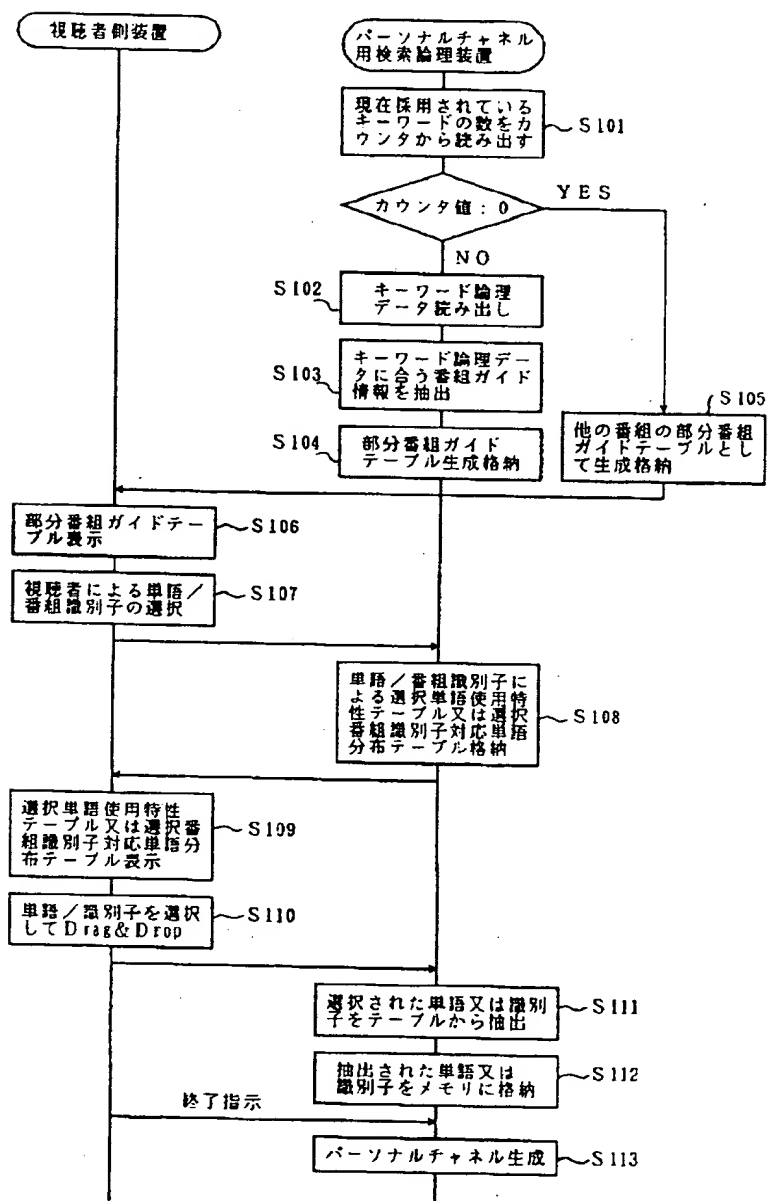 視聴者側装置
パーソナルチャネル
用検索論理装置
現在採用されている
キーワードの数をカ
ウンタから読み出す
S101
カウンタ値：0
YES
NO
S102
キーワード論理
データ読み出し
S103
キーワード論理デー
タに合う番組ガイド
情報を抽出
S104
部分番組ガイド
テーブル生成格納
S105
他の番組の部分番組
ガイドテーブルとし
て生成格納
部分番組ガイドテー
ブル表示
S106
視聴者による単語／
番組識別子の選択
S107
単語／番組識別子に
よる選択単語使用特
性テーブル又は選択
番組識別子対応単語
分布テーブル格納
S108
選択単語使用特性
テーブル又は選択番
組識別子対応単語分
布テーブル表示
S109
単語／識別子を選択
してDrag&Drop
S110
選択された単語又は識別
子をテーブルから抽出
S111
抽出された単語又は
識別子をメモリに格納
S112
終了指示
パーソナルチャネル生成
S113